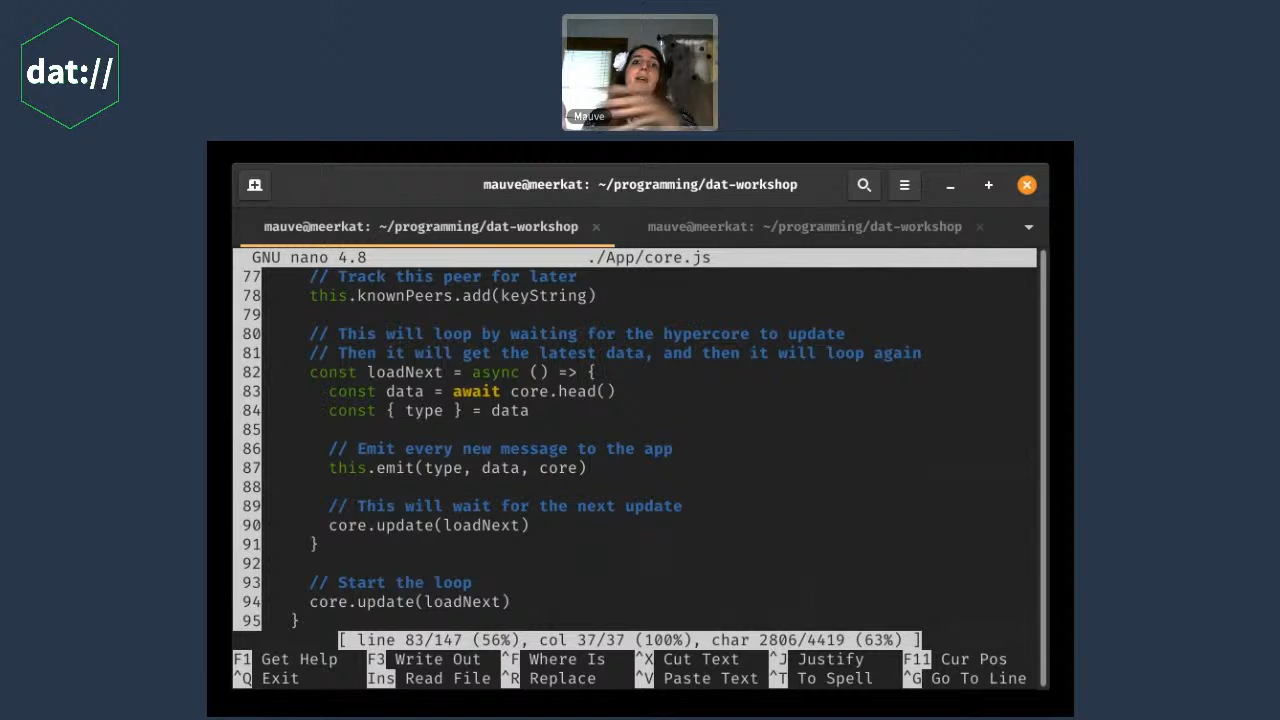 dat://
Mauve
mauve@meerkat: ~/programming/dat-workshop
mauve@meerkat: ~/programming/dat-workshop × mauve@meerkat: ~/programming/dat-workshop ×
GNU nano 4.8 ./App/core.js
77 // Track this peer for later
78 this.knownPeers.add(keyString)
79
80 // This will loop by waiting for the hypercore to update
81 // Then it will get the latest data, and then it will loop again
82 const loadNext = async () => {
83 const data = await core.head()
84 const { type } = data
85
86 // Emit every new message to the app
87 this.emit(type, data, core)
88
89 // This will wait for the next update
90 core.update(loadNext)
91 }
92
93 // Start the loop
94 core.update(loadNext)
95 }
[ line 83/147 (56%), col 37/37 (100%), char 2806/4419 (63%) ]
F1 Get Help F3 Write Out ^F Where Is ^X Cut Text ^J Justify F11 Cur Pos
^Q Exit Ins Read File ^R Replace ^V Paste Text ^T To Spell ^G Go To Line